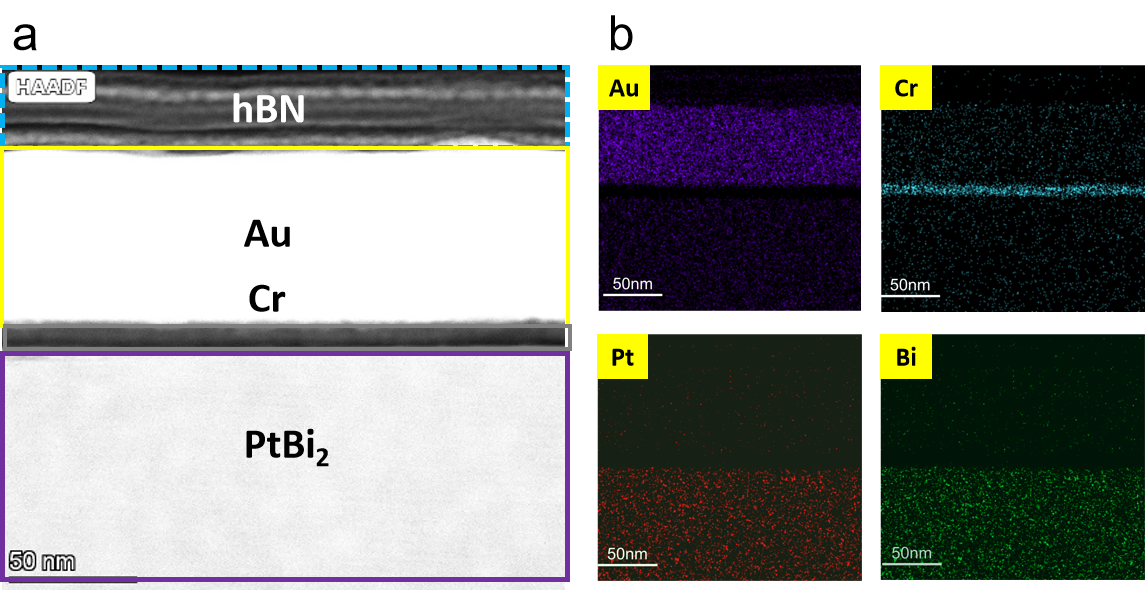 a
HAADF
hBN
Au
Cr
PtBi₂
50 nm
b
Au
50nm
Cr
50nm
Pt
50nm
Bi
50nm